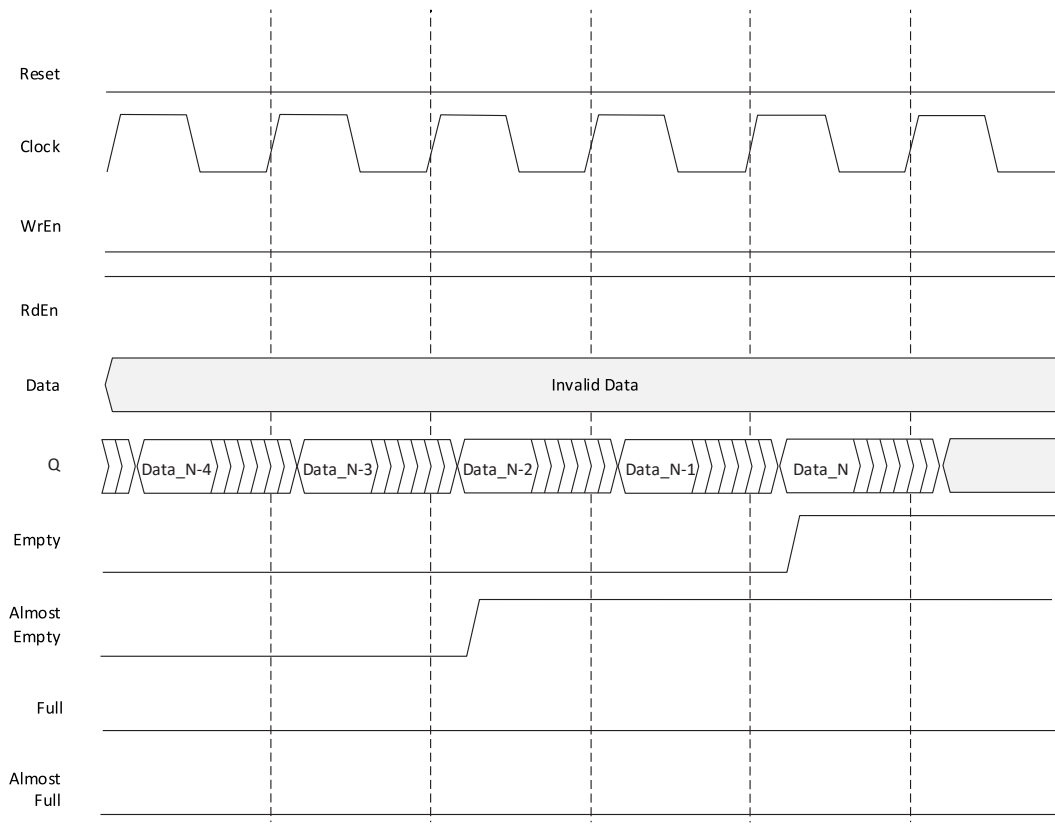 Reset
Clock
WrEn
RdEn
Data
Invalid Data
Q
Data_N-4
Data_N-3
Data_N-2
Data_N-1
Data_N
Empty
Almost
Empty
Full
Almost
Full